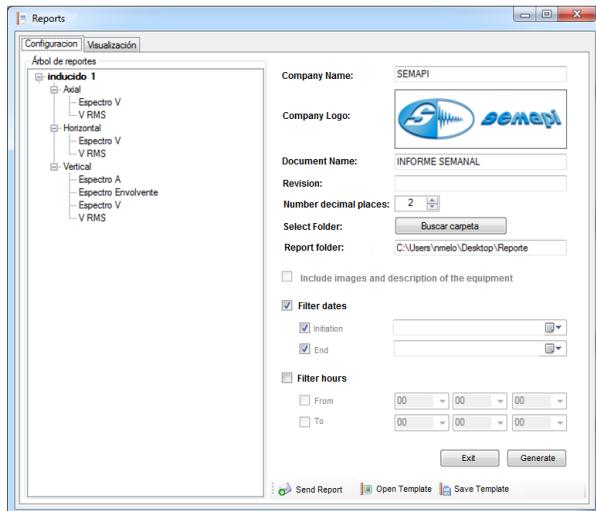 Reports
Configuracion Visualización
Árbol de reportes
inducido 1
Axial
Espectro V
V RMS
Horizontal
Espectro V
V RMS
Vertical
Espectro A
Espectro Envolvente
Espectro V
V RMS
Company Name: SEMAPI
Company Logo: semapi
Document Name: INFORME SEMANAL
Revision:
Number decimal places: 2
Select Folder: Buscar carpeta
Report folder: C:\Users\nmelo\Desktop\Reporte
Include images and description of the equipment
Filter dates
Initiation
End
Filter hours
From 00 00 00
To 00 00 00
Exit Generate
Send Report Open Template Save Template